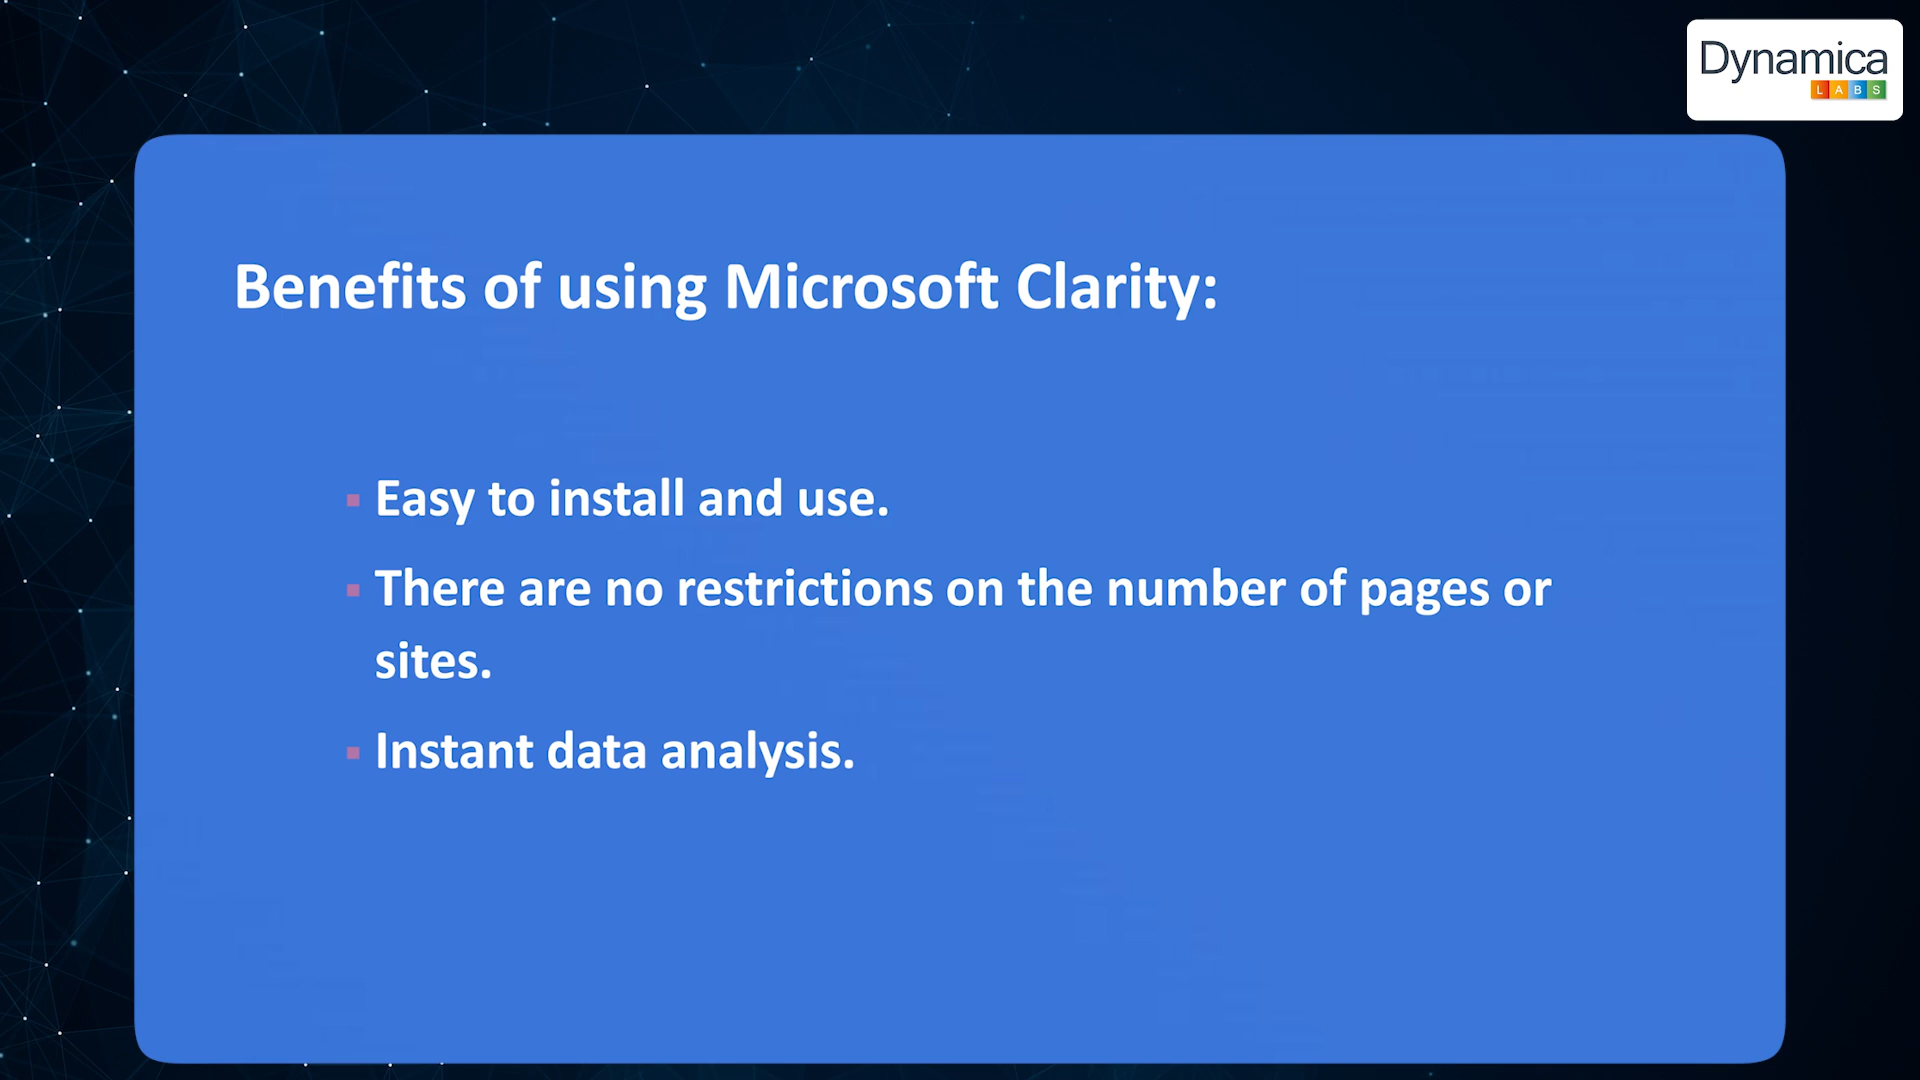 Dynamica
LABS
Benefits of using Microsoft Clarity:
▪ Easy to install and use.
▪ There are no restrictions on the number of pages or
sites.
▪ Instant data analysis.